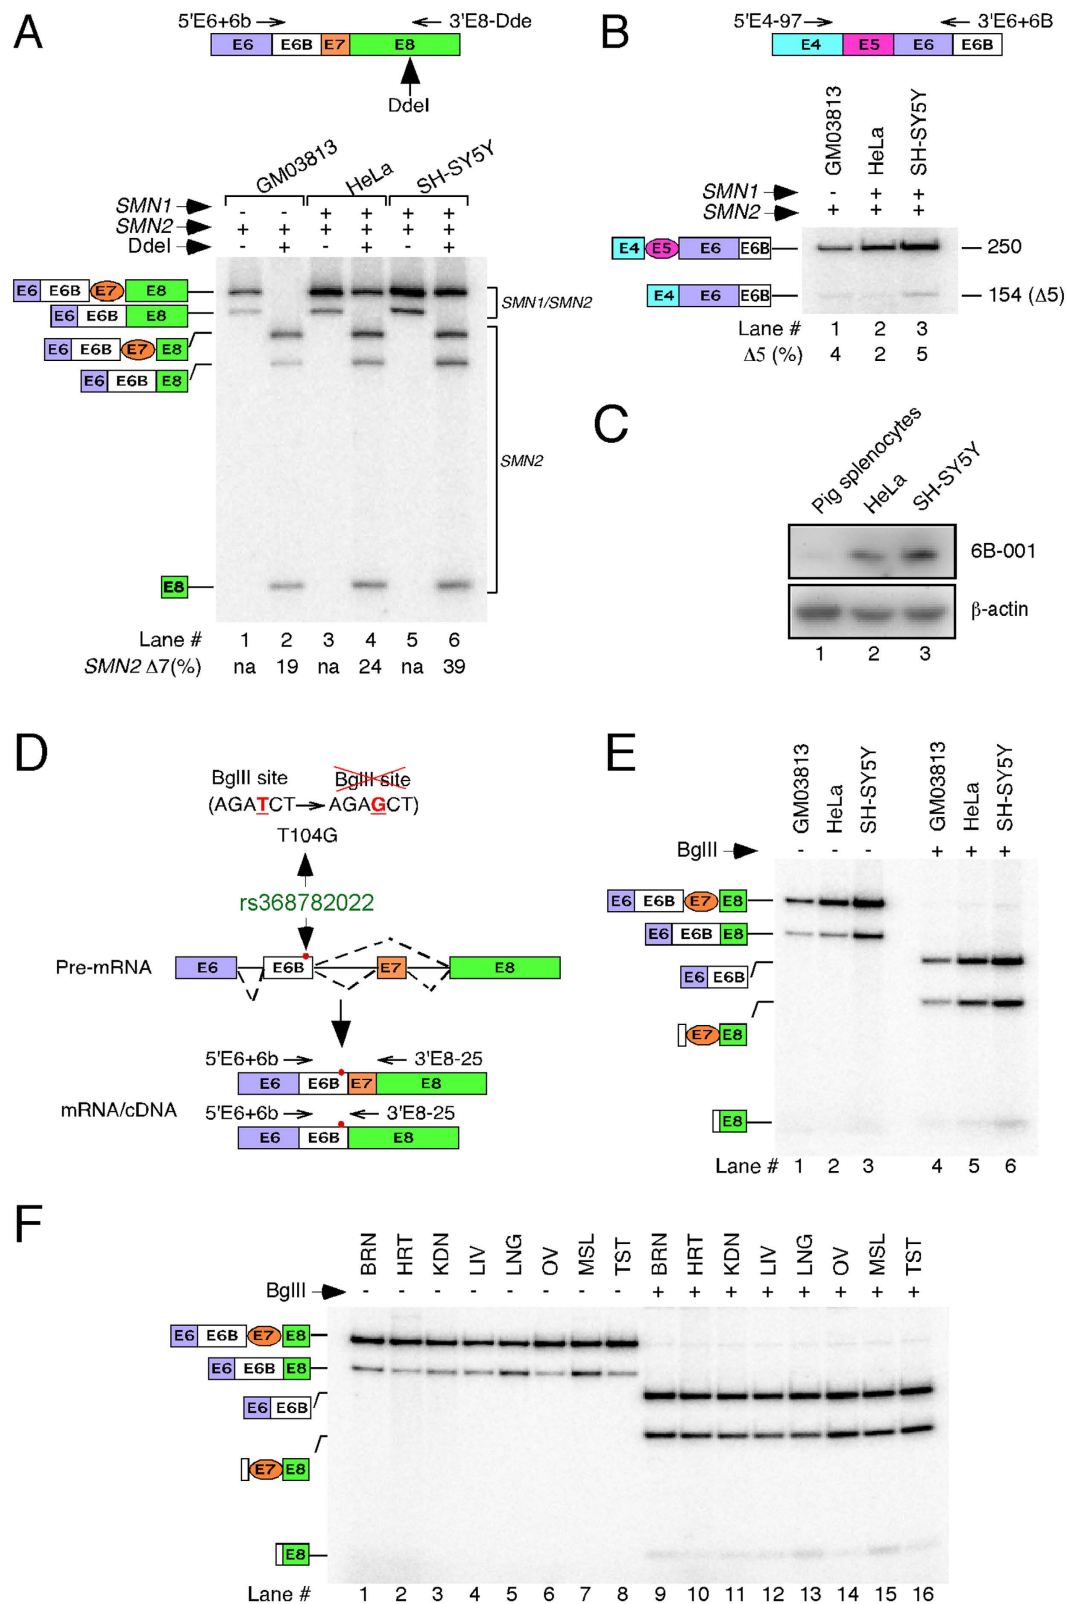 A
5'E6+6b
3'E8-Dde
E6 E6B E7 E8
DdeI
GM03813 HeLa SH-SY5Y
SMN1 - - + + + +
SMN2 + + + + + +
DdeI - + - + - +
E6 E6B E7 E8
E6 E6B E8
SMN1/SMN2
E6 E6B E7 E8
E6 E6B E8
SMN2
E8
Lane # 1 2 3 4 5 6
SMN2 Δ7(%) na 19 na 24 na 39
B
5'E4-97
3'E6+6B
E4 E5 E6 E6B
GM03813 HeLa SH-SY5Y
SMN1 - + +
SMN2 + + +
E4 E5 E6 E6B 250
E4 E6 E6B 154 (Δ5)
Lane # 1 2 3
Δ5 (%) 4 2 5
C
Pig splenocytes HeLa SH-SY5Y
6B-001
β-actin
1 2 3
D
BglII site BglII site
(AGATCT AGAGCT)
T104G
rs368782022
Pre-mRNA E6 E6B E7 E8
5'E6+6b 3'E8-25
E6 E6B E7 E8
mRNA/cDNA
5'E6+6b 3'E8-25
E6 E6B E8
E
GM03813 HeLa SH-SY5Y GM03813 HeLa SH-SY5Y
BglII - - - + + +
E6 E6B E7 E8
E6 E6B E8
E6 E6B
E7 E8
E8
Lane # 1 2 3 4 5 6
F
BRN HRT KDN LIV LNG OV MSL TST BRN HRT KDN LIV LNG OV MSL TST
BglII - - - - - - - - + + + + + + + +
E6 E6B E7 E8
E6 E6B E8
E6 E6B
E7 E8
E8
Lane # 1 2 3 4 5 6 7 8 9 10 11 12 13 14 15 16